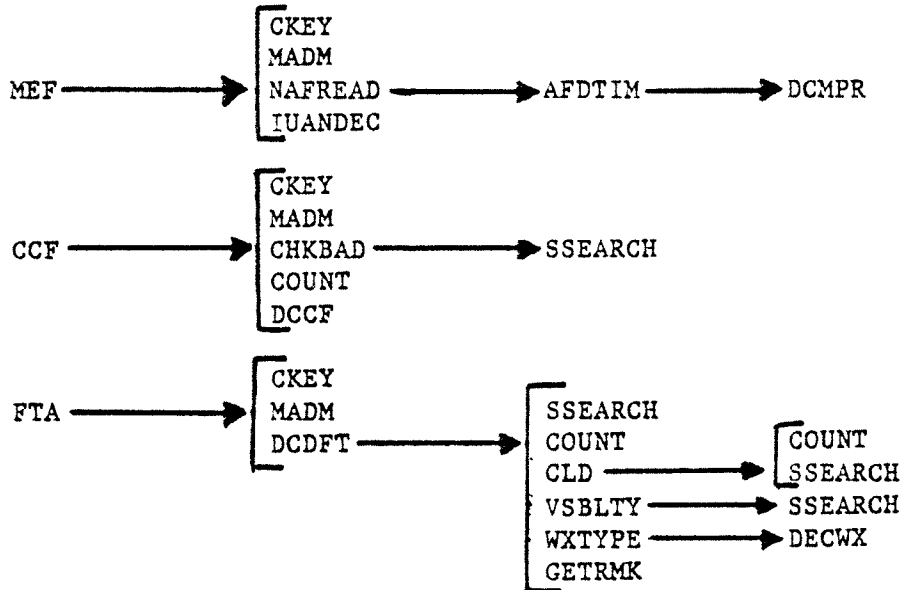 CKEY
MADM
MEF NAFREAD AFDTIM DCMPR
IUANDEC
CKEY
MADM
CCF CHKBAD SSEARCH
COUNT
DCCF
CKEY
FTA MADM SSEARCH
DCDFT COUNT COUNT
CLD SSEARCH
VSBLTY SSEARCH
WXTYPE DECWX
GETRMK